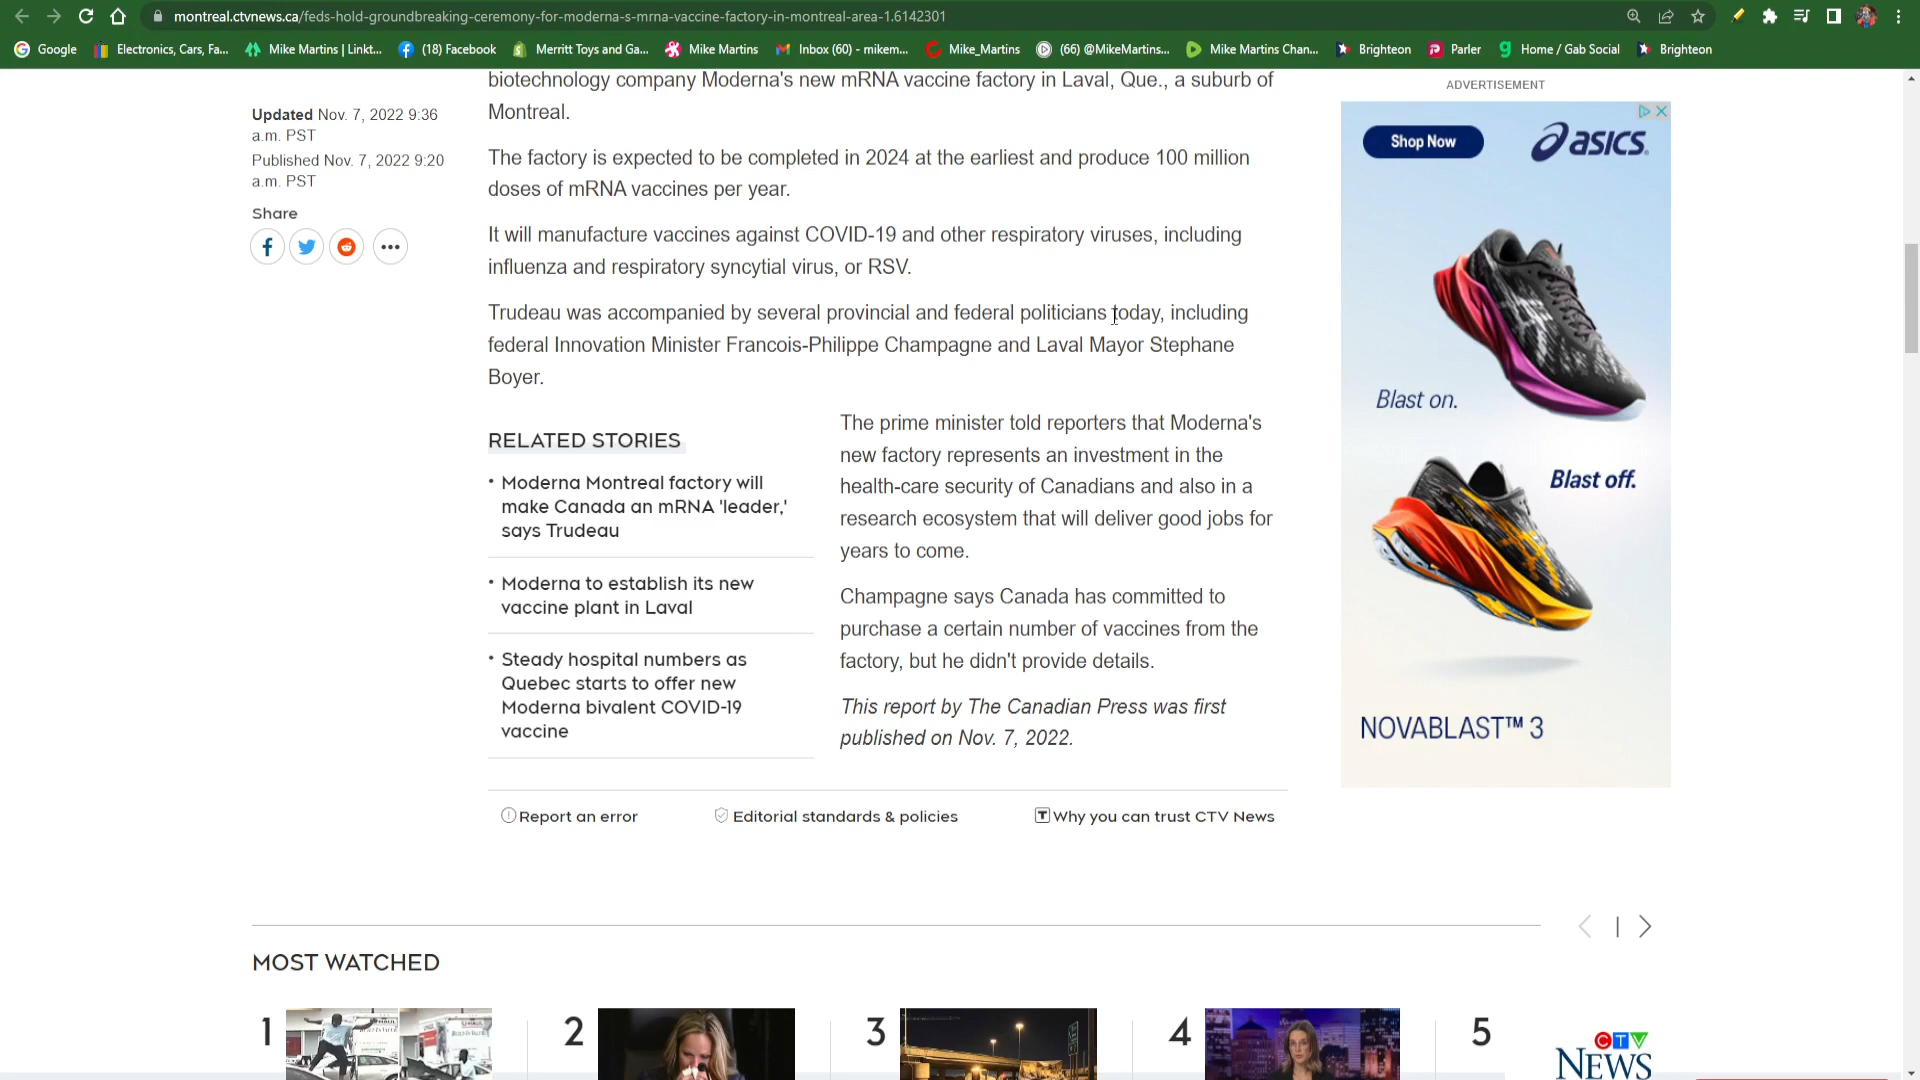 montreal.ctvnews.ca/feds-hold-groundbreaking-ceremony-for-moderna-s-mrna-vaccine-factory-in-montreal-area-1.6142301
Google Electronics, Cars, Fa... Mike Martins | Linkt... (18) Facebook Merritt Toys and Ga... Mike Martins Inbox (60) - mikem... Mike_Martins (66) @MikeMartins... Mike Martins Chan... Brighteon Parler Home / Gab Social Brighteon
biotechnology company Moderna's new mRNA vaccine factory in Laval, Que., a suburb of
Montreal.
Updated Nov. 7, 2022 9:36
a.m. PST
Published Nov. 7, 2022 9:20
a.m. PST
Share
The factory is expected to be completed in 2024 at the earliest and produce 100 million
doses of mRNA vaccines per year.
It will manufacture vaccines against COVID-19 and other respiratory viruses, including
influenza and respiratory syncytial virus, or RSV.
Trudeau was accompanied by several provincial and federal politicians today, including
federal Innovation Minister Francois-Philippe Champagne and Laval Mayor Stephane
Boyer.
RELATED STORIES
• Moderna Montreal factory will
make Canada an mRNA 'leader,'
says Trudeau
• Moderna to establish its new
vaccine plant in Laval
• Steady hospital numbers as
Quebec starts to offer new
Moderna bivalent COVID-19
vaccine
The prime minister told reporters that Moderna's
new factory represents an investment in the
health-care security of Canadians and also in a
research ecosystem that will deliver good jobs for
years to come.
Champagne says Canada has committed to
purchase a certain number of vaccines from the
factory, but he didn't provide details.
This report by The Canadian Press was first
published on Nov. 7, 2022.
Report an error Editorial standards & policies Why you can trust CTV News
ADVERTISEMENT
Shop Now
asics
Blast on.
Blast off.
NOVABLAST™ 3
MOST WATCHED
1
2
3
4
5
CTV
NEWS